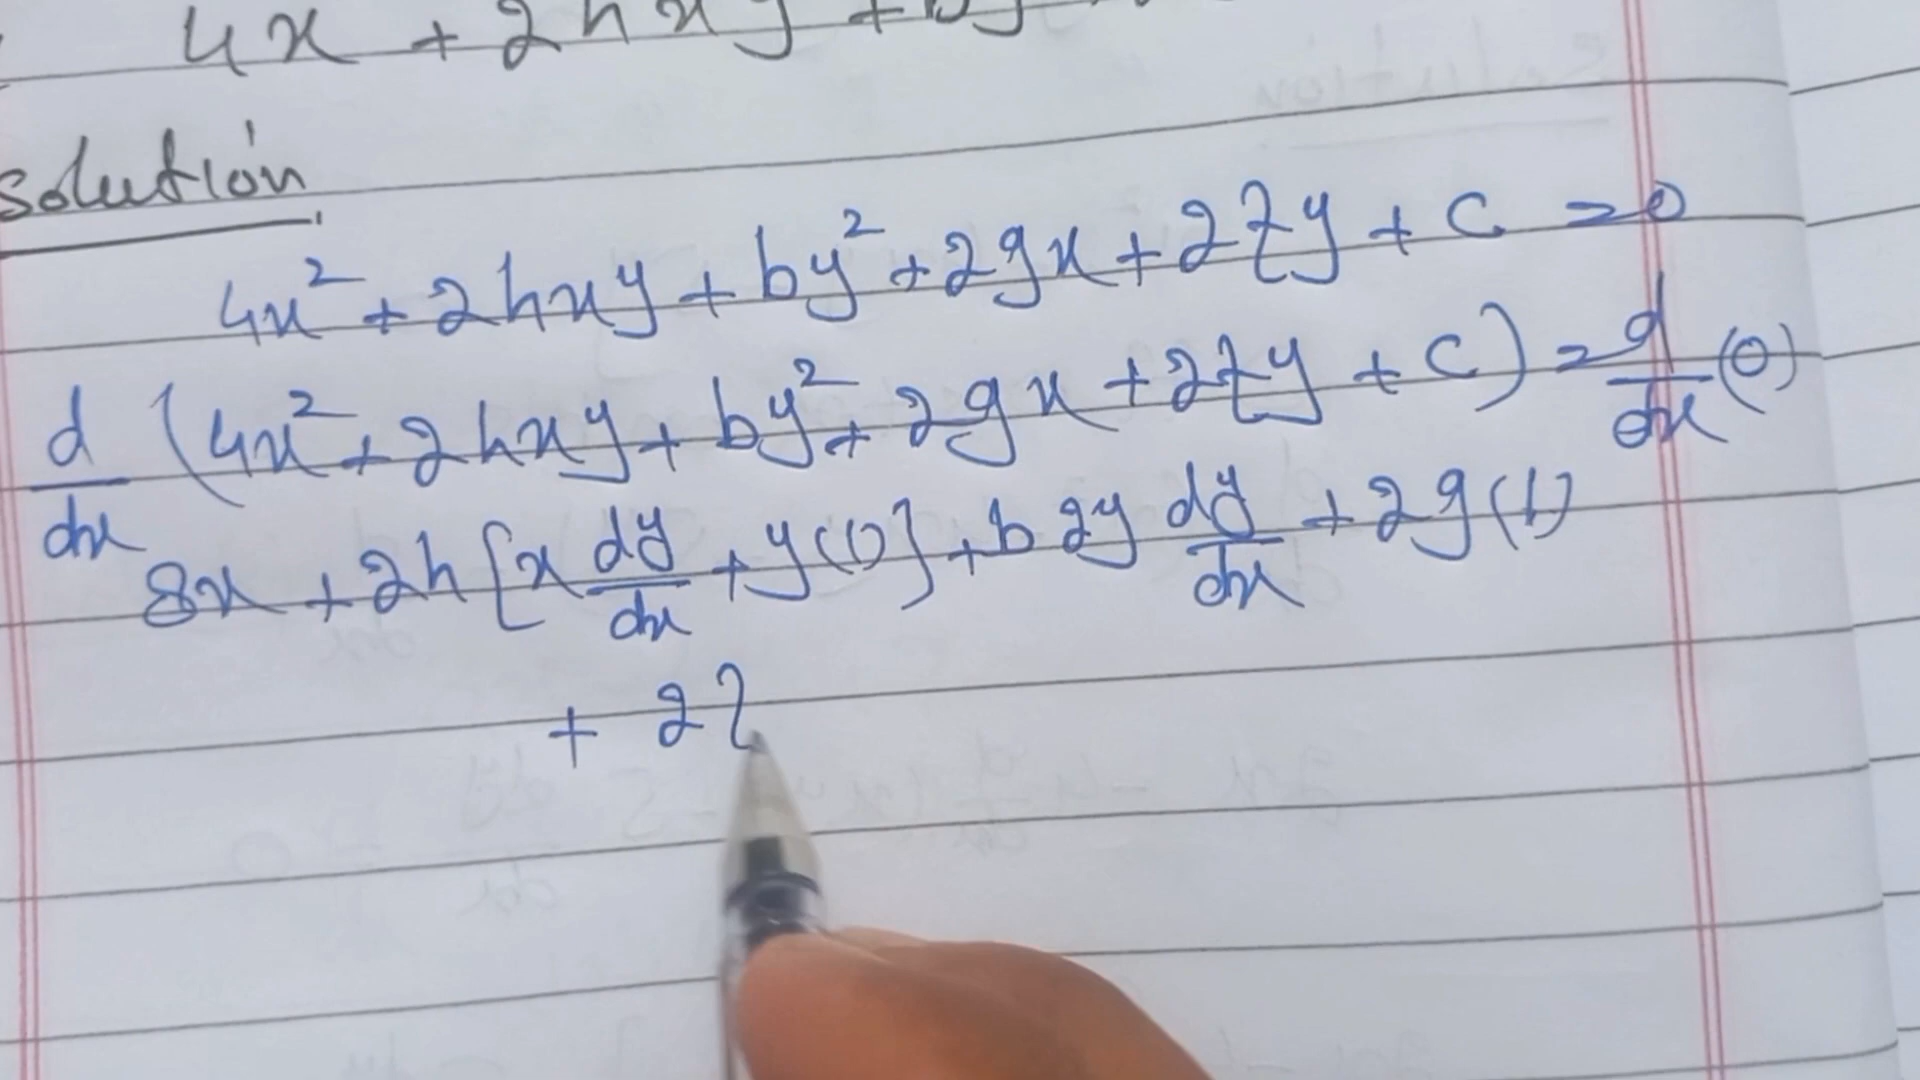 4x + 2hxy + by
solution
4x² + 2hxy + by² + 2gx + 2fy + c = 0
d/dx (4x² + 2hxy + by² + 2gx + 2fy + c) = d/dx (0)
8x + 2h[x dy/dx + y(1)] + b 2y dy/dx + 2g(1)
+ 2